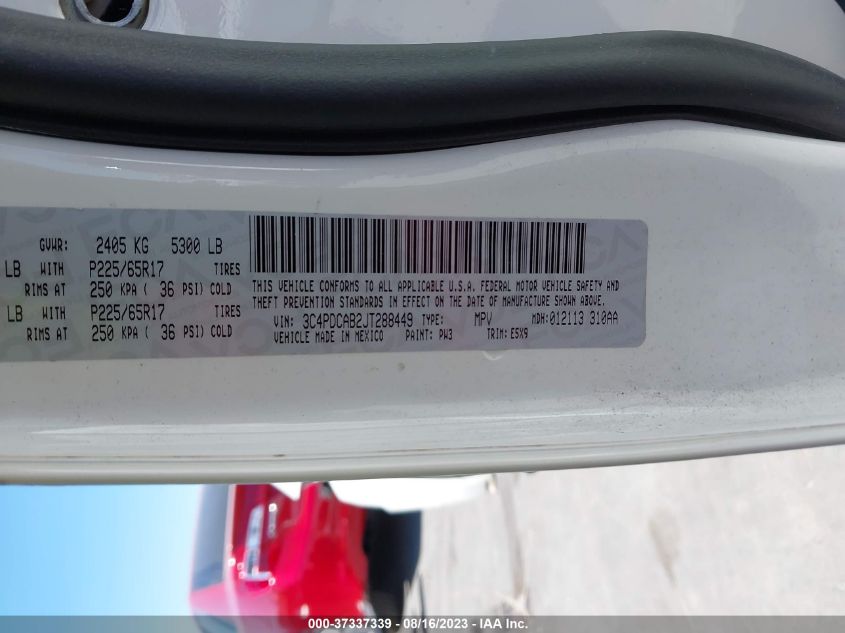 GVWR: 2405 KG 5300 LB
LB WITH P225/65R17 TIRES
RIMS AT 250 KPA ( 36 PSI) COLD
LB WITH P225/65R17 TIRES
RIMS AT 250 KPA ( 36 PSI) COLD
THIS VEHICLE CONFORMS TO ALL APPLICABLE U.S.A. FEDERAL MOTOR VEHICLE SAFETY AND
THEFT PREVENTION STANDARDS IN EFFECT ON THE DATE OF MANUFACTURE SHOWN ABOVE.
VIN: 3C4PDCAB2JT288449 TYPE: MPV MDH:012113 310AA
VEHICLE MADE IN MEXICO PAINT: PW3 TRIM: E5X9
000-37337339 - 08/16/2023 - IAA Inc.